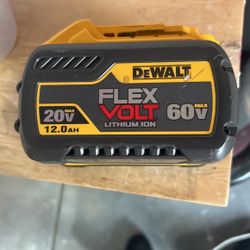 DEWALT
FLEX
VOLT
LITHIUM ION
20V MAX
12.0AH
60V MAX